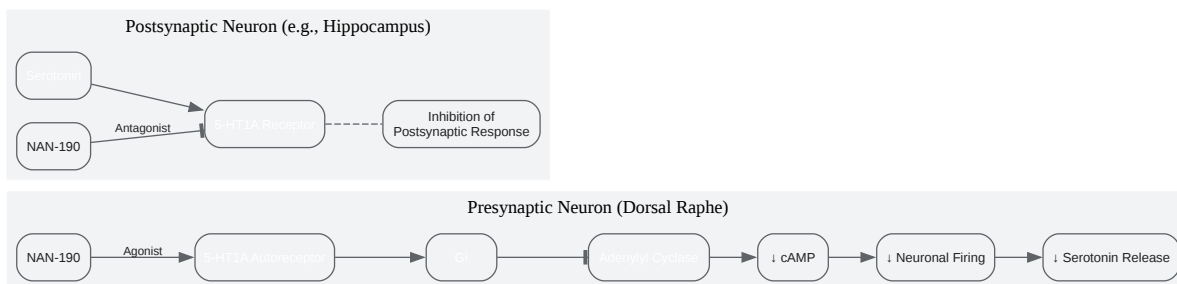 Postsynaptic Neuron (e.g., Hippocampus)
Serotonin
5-HT1A Receptor
Inhibition of
Postsynaptic Response
Antagonist
NAN-190
Presynaptic Neuron (Dorsal Raphe)
NAN-190
Agonist
5-HT1A Autoreceptor
Gi
Adenylyl Cyclase
↓ cAMP
↓ Neuronal Firing
↓ Serotonin Release